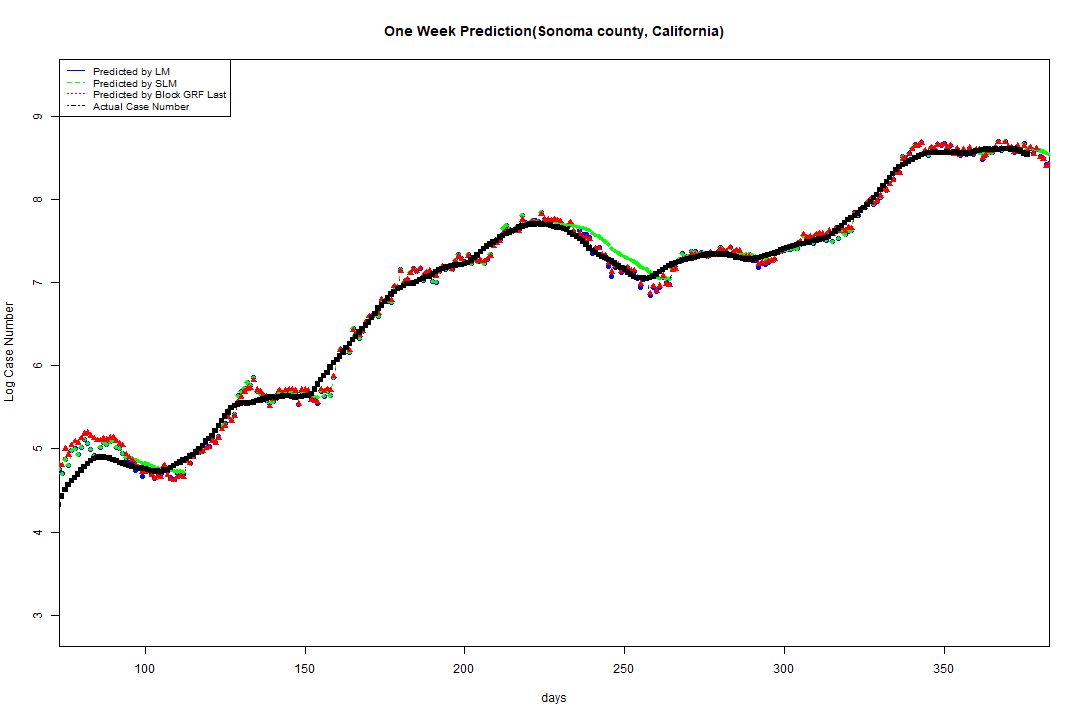 One Week Prediction(Sonoma county, California)
Predicted by LM
Predicted by SLM
Predicted by Block GRF Last
Actual Case Number
9
8
7
6
5
4
3
Log Case Number
100 150 200 250 300 350
days